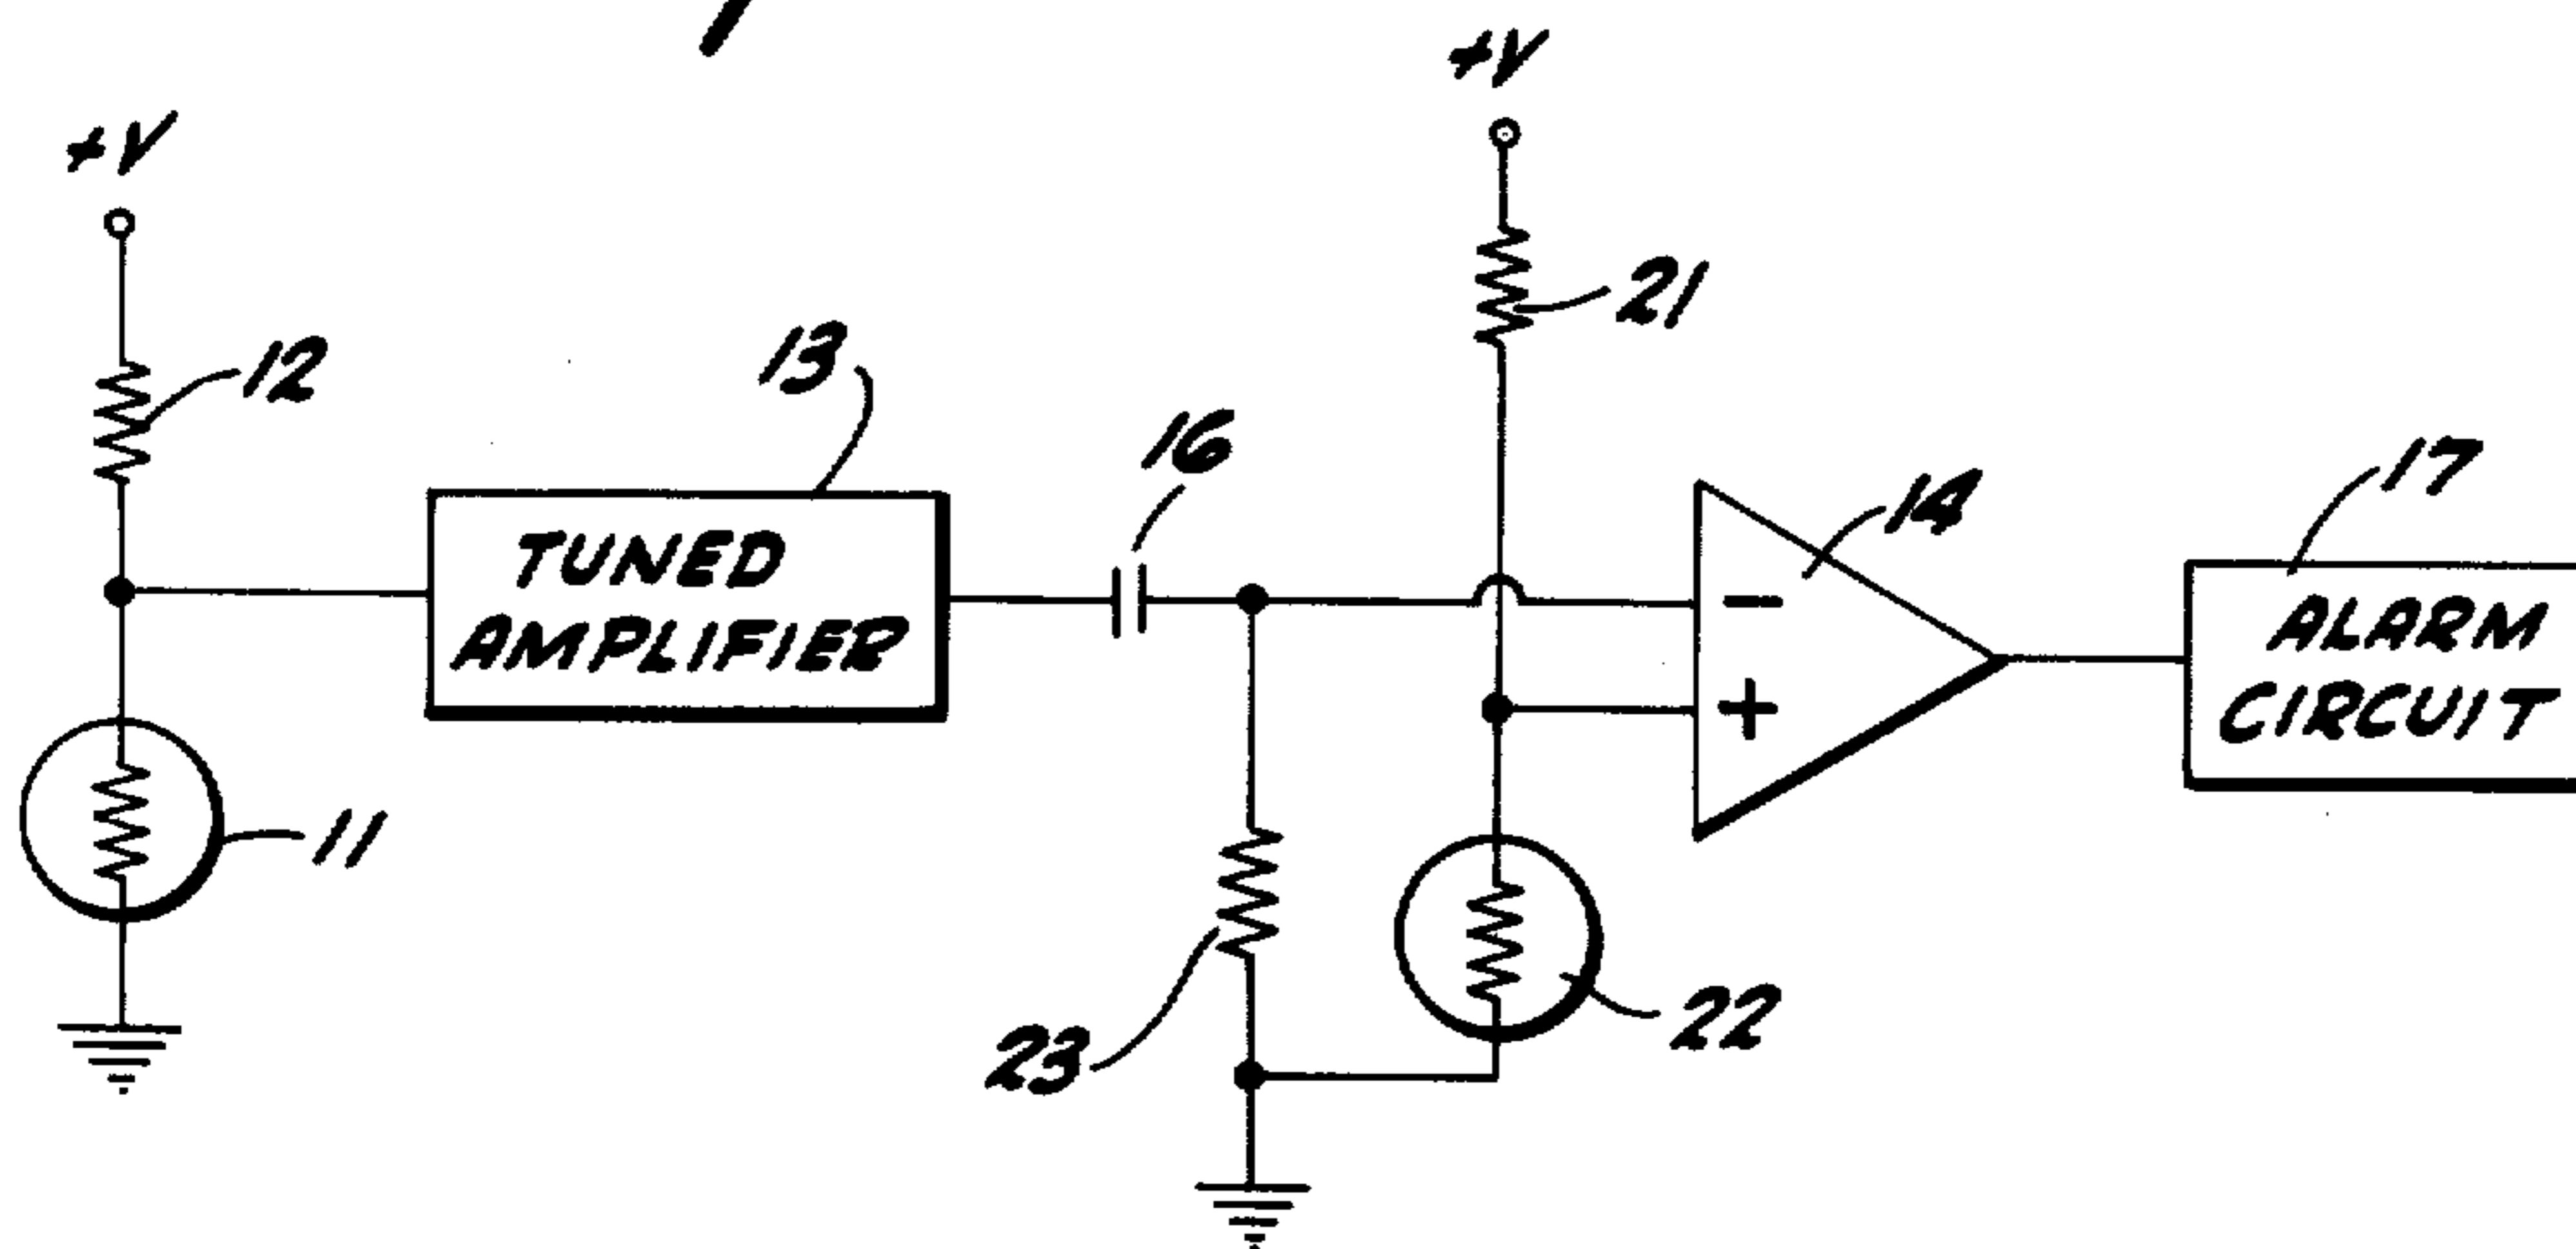 +V
+V
12
13
21
16
14
17
TUNED
AMPLIFIER
-
+
ALARM
CIRCUIT
11
23
22